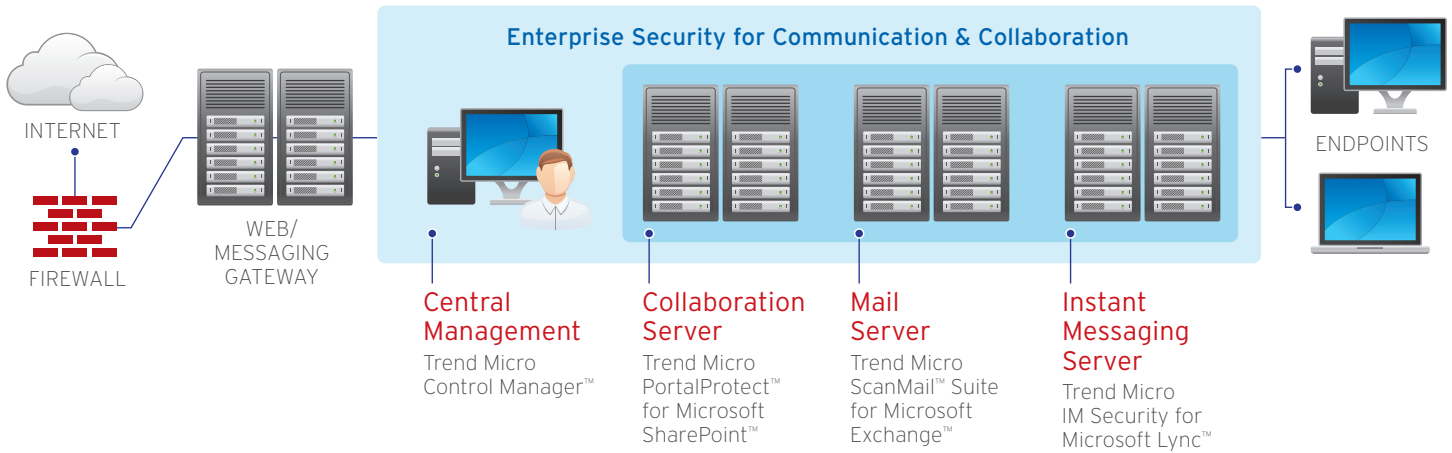 Enterprise Security for Communication & Collaboration
INTERNET
FIREWALL
WEB/
MESSAGING
GATEWAY
ENDPOINTS
Central
Management
Trend Micro
Control Manager™
Collaboration
Server
Trend Micro
PortalProtect™
for Microsoft
SharePoint™
Mail
Server
Trend Micro
ScanMail™ Suite
for Microsoft
Exchange™
Instant
Messaging
Server
Trend Micro
IM Security for
Microsoft Lync™